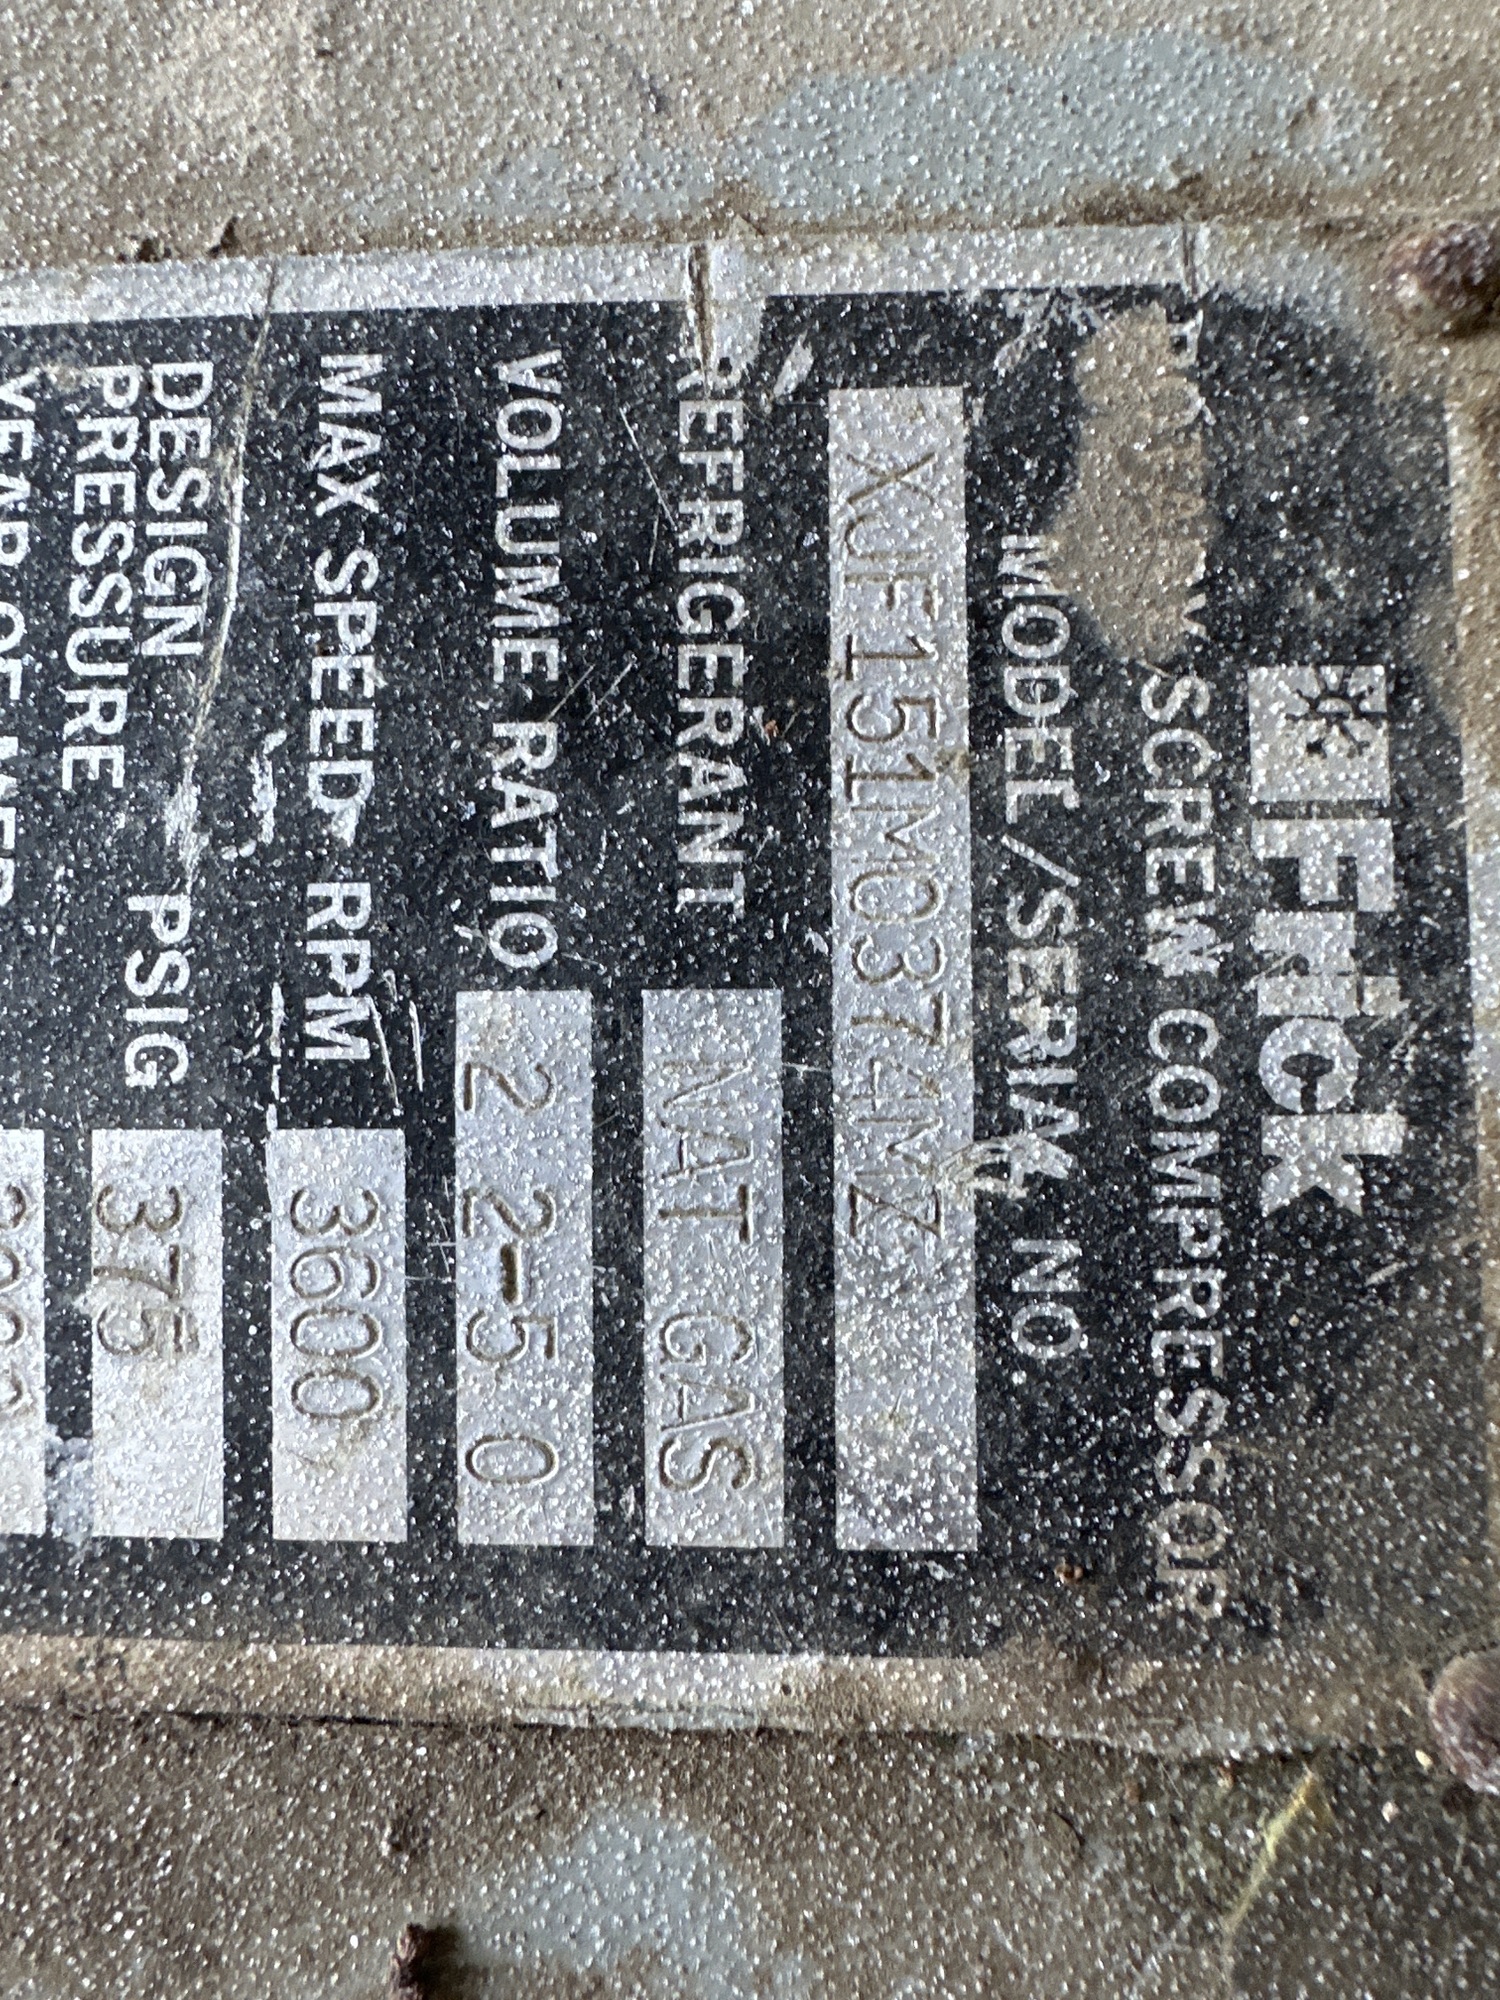 Frick
SCREW COMPRESSOR
MODEL/SERIAL NO.
XJF151M0374MZ
REFRIGERANT NAT GAS
VOLUME RATIO 2 2-5 0
MAX SPEED RPM 3600
DESIGN
PRESSURE PSIG 375